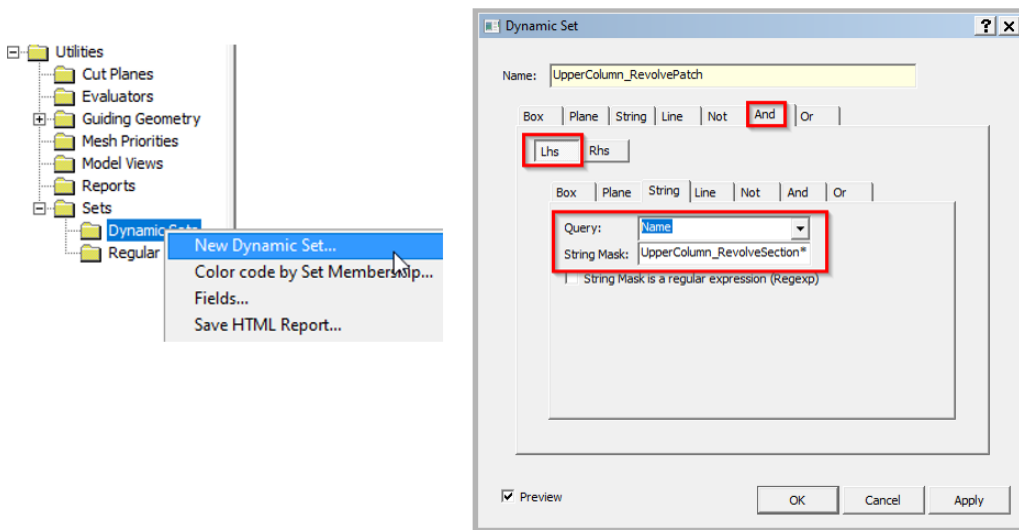 Utilities
Cut Planes
Evaluators
Guiding Geometry
Mesh Priorities
Model Views
Reports
Sets
Dynamic Sets
Regular
New Dynamic Set...
Color code by Set Membership...
Fields...
Save HTML Report...
Dynamic Set
Name: UpperColumn_RevolvePatch
Box Plane String Line Not And Or
Lhs Rhs
Box Plane String Line Not And Or
Query: Name
String Mask: UpperColumn_RevolveSection*
String Mask is a regular expression (Regexp)
Preview OK Cancel Apply